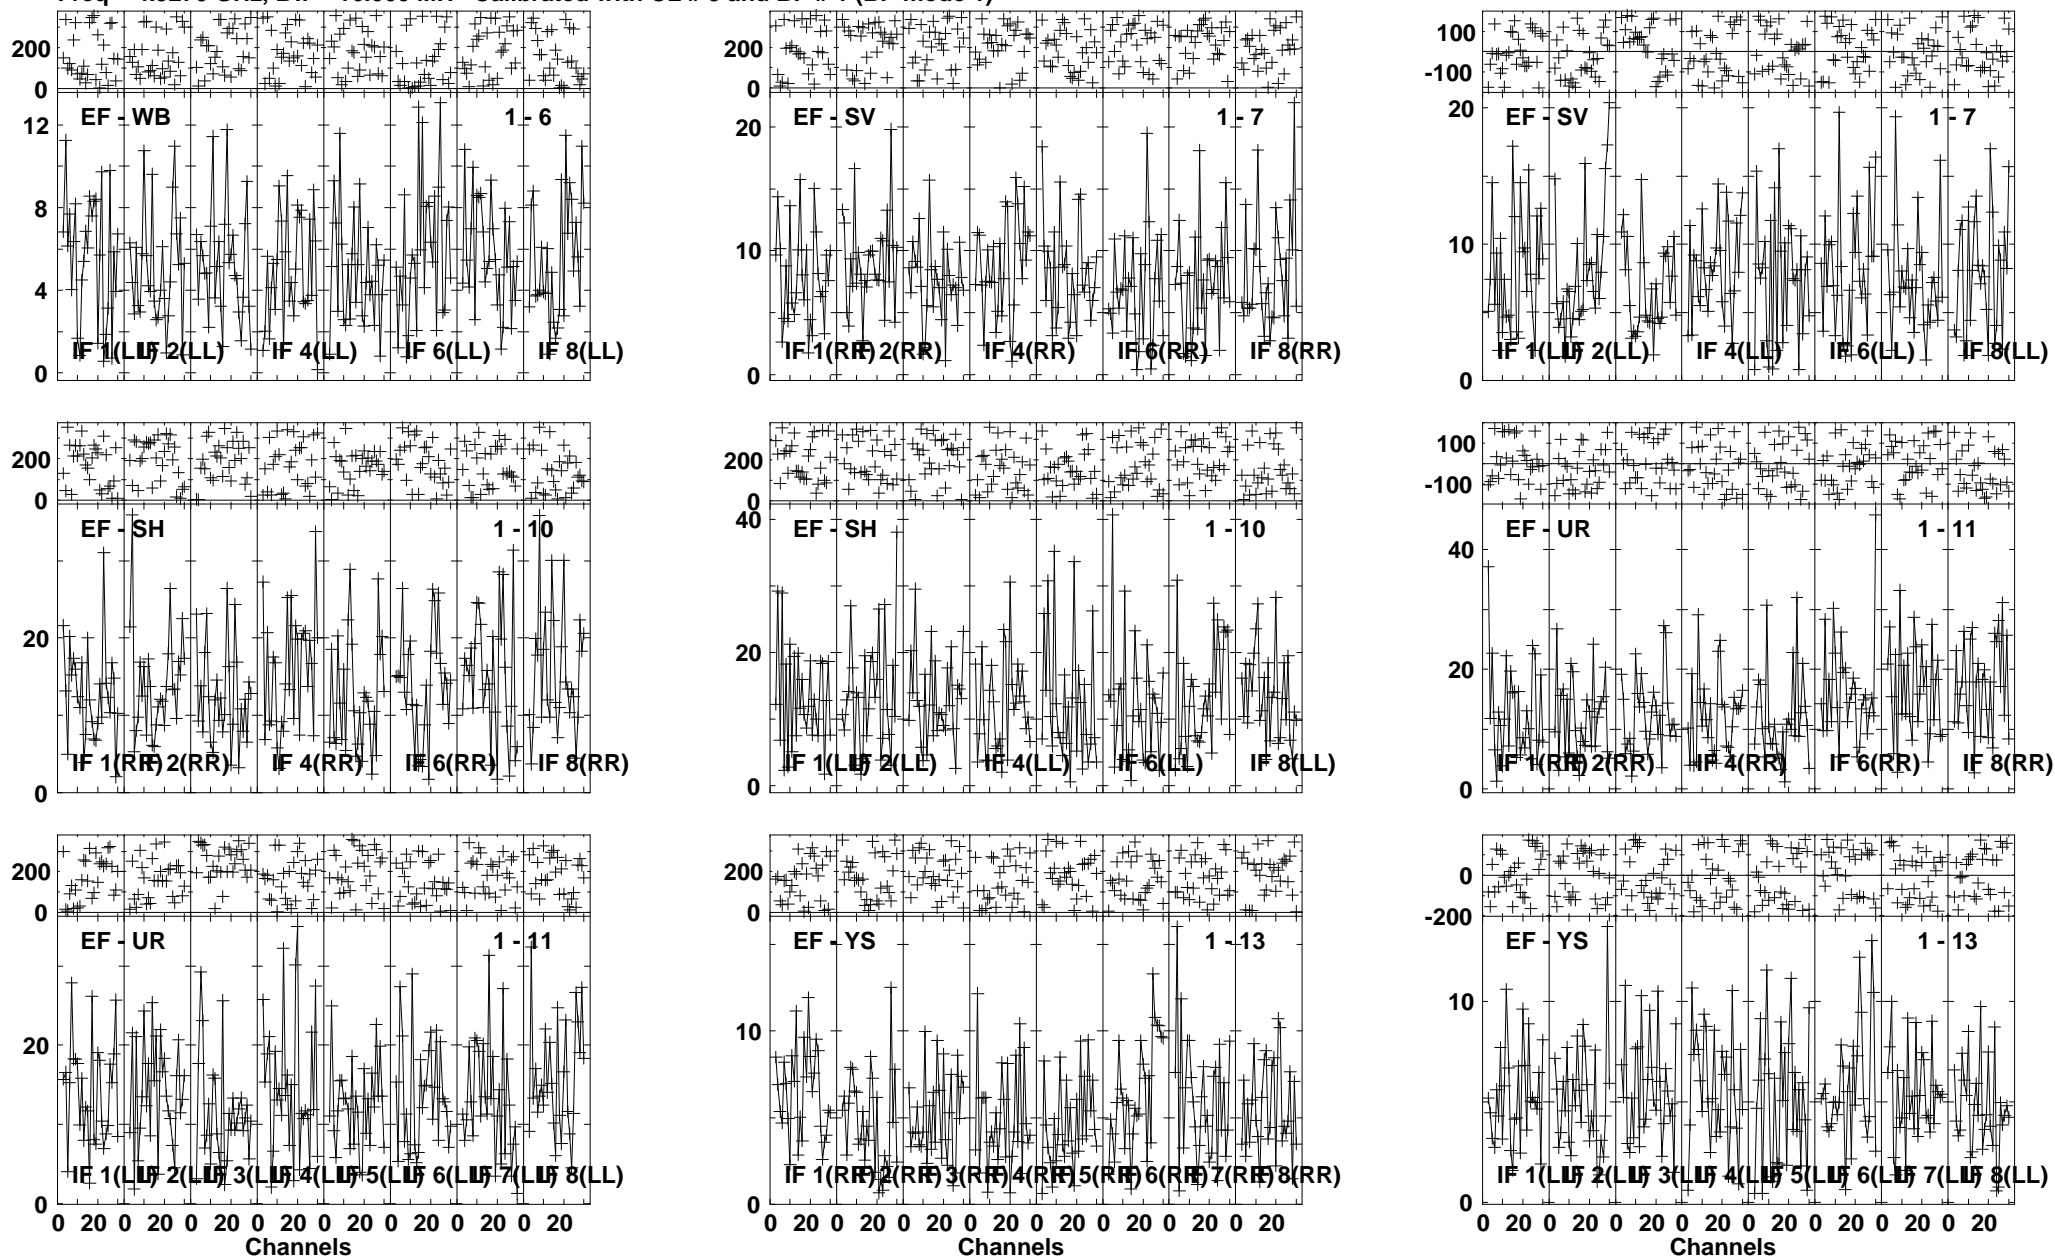 200
0
200
0
100
-100
EF - WB 1 - 6
EF - SV 1 - 7
EF - SV 1 - 7
12
8
4
0
20
10
0
20
10
0
IF 1(LL) IF 2(LL) IF 4(LL) IF 6(LL) IF 8(LL)
IF 1(RR) IF 2(RR) IF 4(RR) IF 6(RR) IF 8(RR)
IF 1(LL) IF 2(LL) IF 4(LL) IF 6(LL) IF 8(LL)
200
0
200
0
100
-100
EF - SH 1 - 10
EF - SH 1 - 10
EF - UR 1 - 11
20
0
40
20
0
40
20
0
IF 1(RR) IF 2(RR) IF 4(RR) IF 6(RR) IF 8(RR)
IF 1(LL) IF 2(LL) IF 4(LL) IF 6(LL) IF 8(LL)
IF 1(RR) IF 2(RR) IF 4(RR) IF 6(RR) IF 8(RR)
200
0
200
0
0
-200
EF - UR 1 - 11
EF - YS 1 - 13
EF - YS 1 - 13
20
0
10
0
10
0
IF 1(LL) IF 2(LL) IF 3(LL) IF 4(LL) IF 5(LL) IF 6(LL) IF 7(LL) IF 8(LL)
IF 1(RR) IF 2(RR) IF 3(RR) IF 4(RR) IF 5(RR) IF 6(RR) IF 7(RR) IF 8(RR)
IF 1(LL) IF 2(LL) IF 3(LL) IF 4(LL) IF 5(LL) IF 6(LL) IF 7(LL) IF 8(LL)
0 20 0 20 0 20 0 20 0 20 0 20 0 20 0 20
0 20 0 20 0 20 0 20 0 20 0 20 0 20 0 20
0 20 0 20 0 20 0 20 0 20 0 20 0 20 0 20
Channels
Channels
Channels